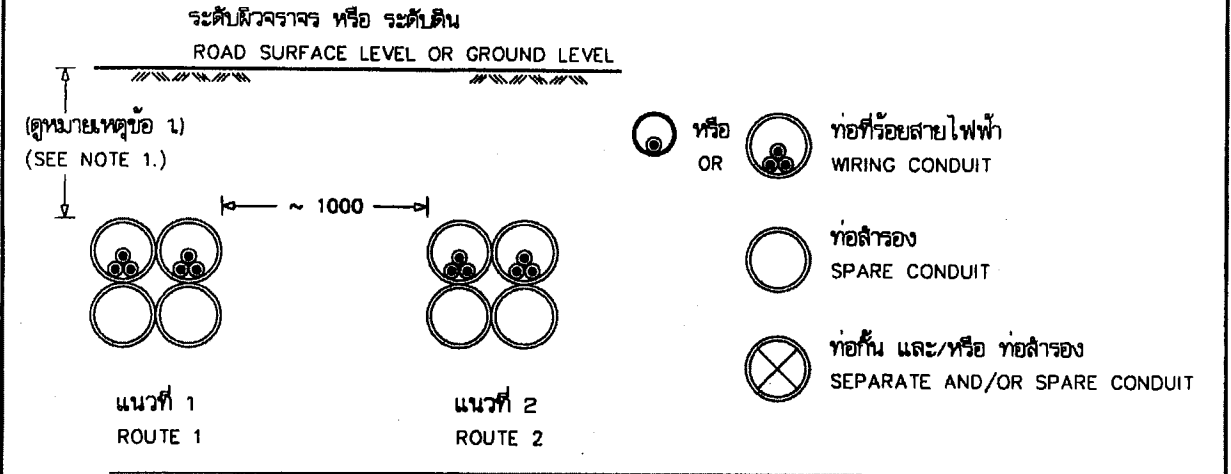 ระดับผิวจราจร หรือ ระดับดิน
ROAD SURFACE LEVEL OR GROUND LEVEL
(ดูหมายเหตุข้อ 1.)
(SEE NOTE 1.)
~ 1000
แนวที่ 1
ROUTE 1
แนวที่ 2
ROUTE 2
หรือ
OR
ท่อที่ร้อยสายไฟฟ้า
WIRING CONDUIT
ท่อสำรอง
SPARE CONDUIT
ท่อกั้น และ/หรือ ท่อสำรอง
SEPARATE AND/OR SPARE CONDUIT